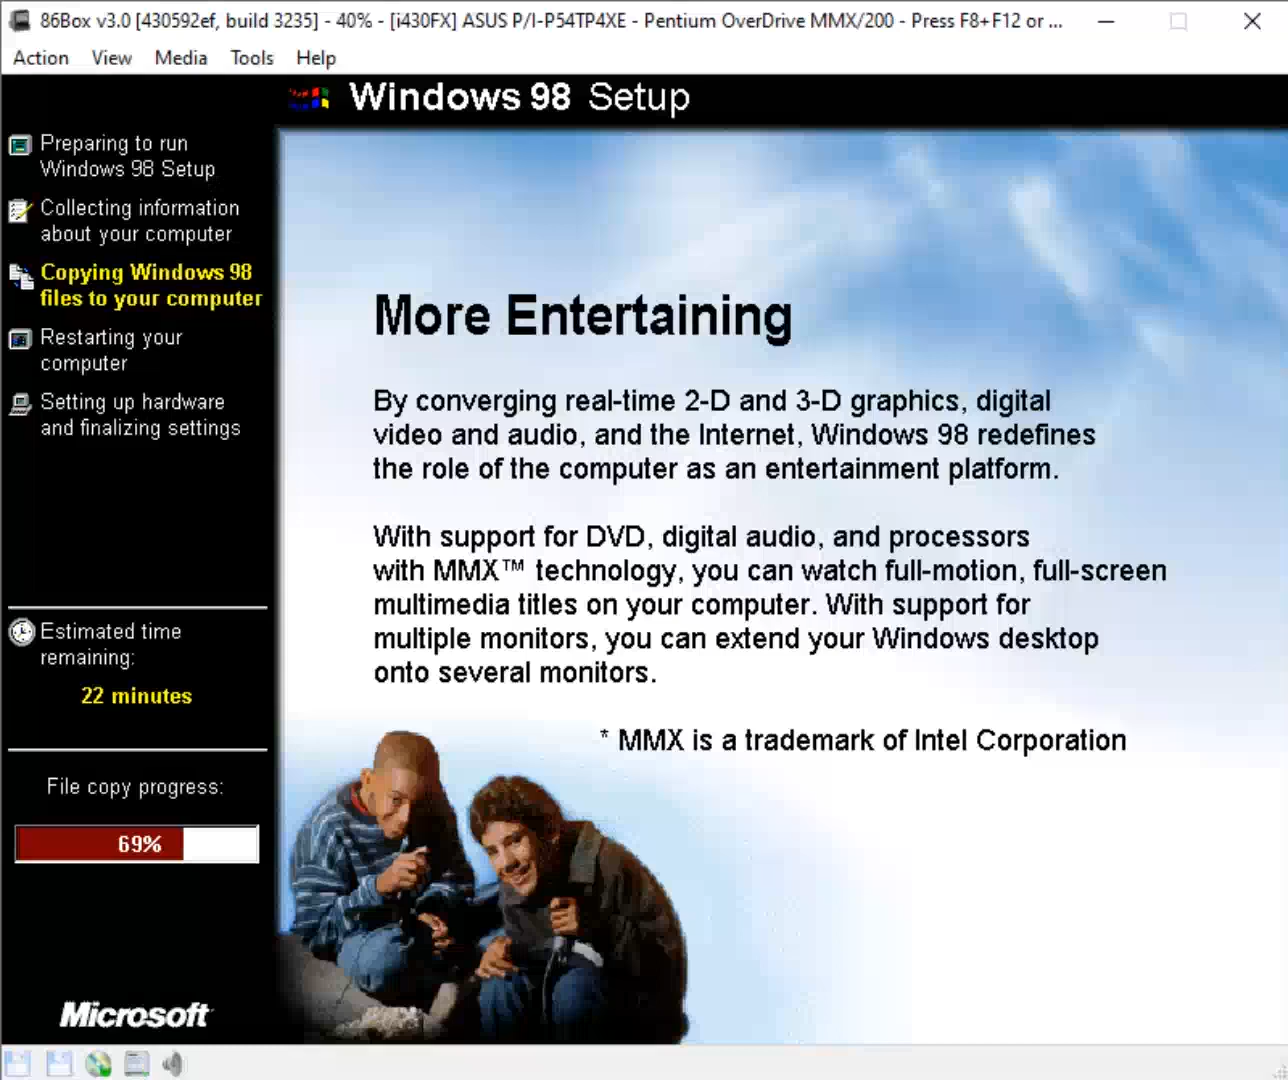 86Box v3.0 [430592ef, build 3235] - 40% - [i430FX] ASUS P/I-P54TP4XE - Pentium OverDrive MMX/200 - Press F8+F12 or ...
Action View Media Tools Help
Windows 98 Setup
Preparing to run
Windows 98 Setup
Collecting information
about your computer
Copying Windows 98
files to your computer
Restarting your
computer
Setting up hardware
and finalizing settings
Estimated time
remaining:
22 minutes
File copy progress:
69%
Microsoft
More Entertaining
By converging real-time 2-D and 3-D graphics, digital
video and audio, and the Internet, Windows 98 redefines
the role of the computer as an entertainment platform.
With support for DVD, digital audio, and processors
with MMX™ technology, you can watch full-motion, full-screen
multimedia titles on your computer. With support for
multiple monitors, you can extend your Windows desktop
onto several monitors.
* MMX is a trademark of Intel Corporation